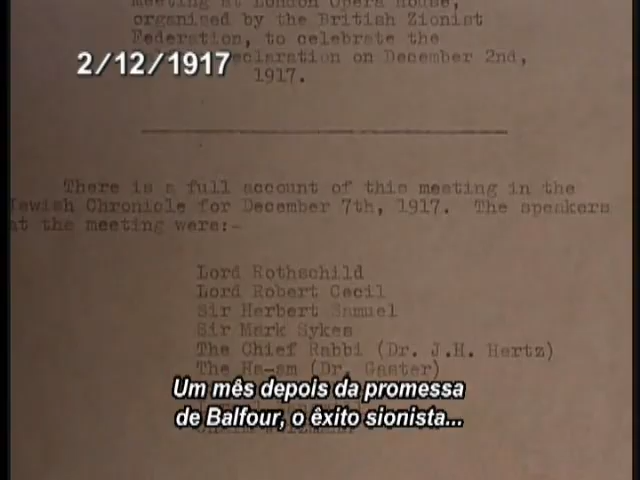 Meeting at London Opera House,
organised by the British Zionist
Federation, to celebrate the
2/12/1917
Declaration on December 2nd,
1917.
There is a full account of this meeting in the
Jewish Chronicle for December 7th, 1917. The speakers
at the meeting were:-
Lord Rothschild
Lord Robert Cecil
Sir Herbert Samuel
Sir Mark Sykes
The Chief Rabbi (Dr. J.H. Hertz)
The Ha-am (Dr. Gaster)
Um mês depois da promessa
de Balfour, o êxito sionista...